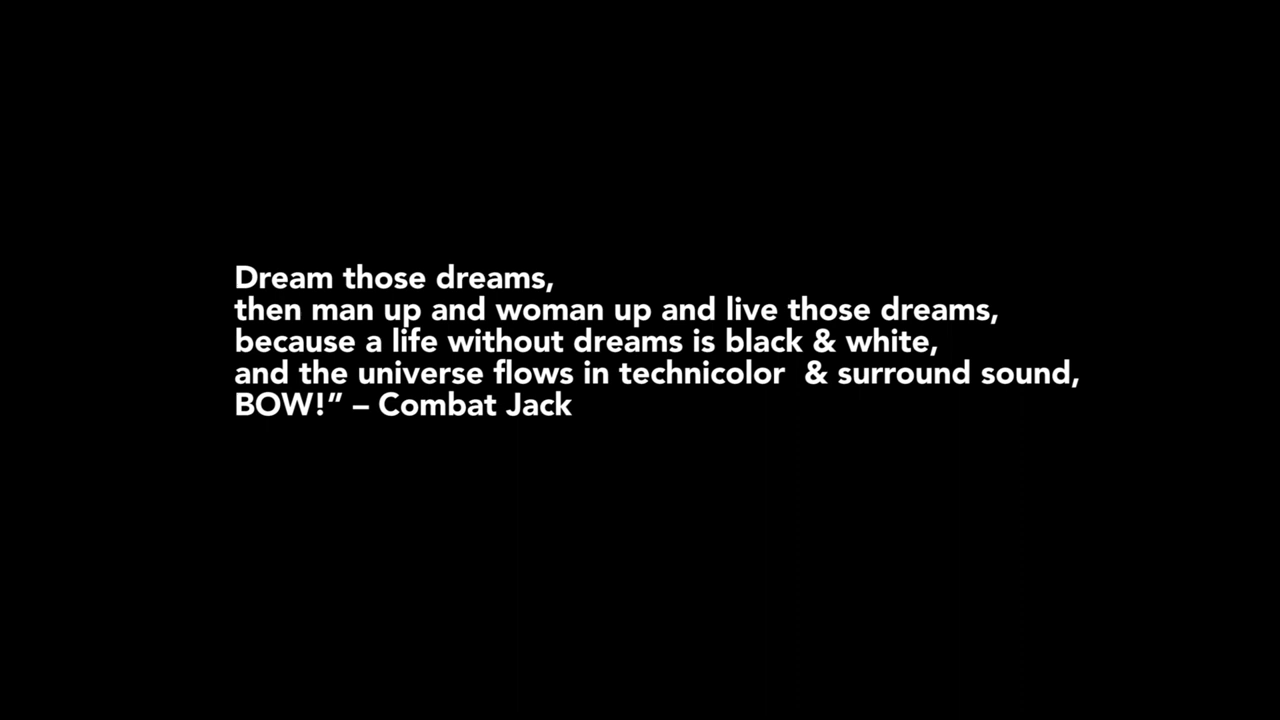 Dream those dreams,
then man up and woman up and live those dreams,
because a life without dreams is black & white,
and the universe flows in technicolor  & surround sound,
BOW!” – Combat Jack